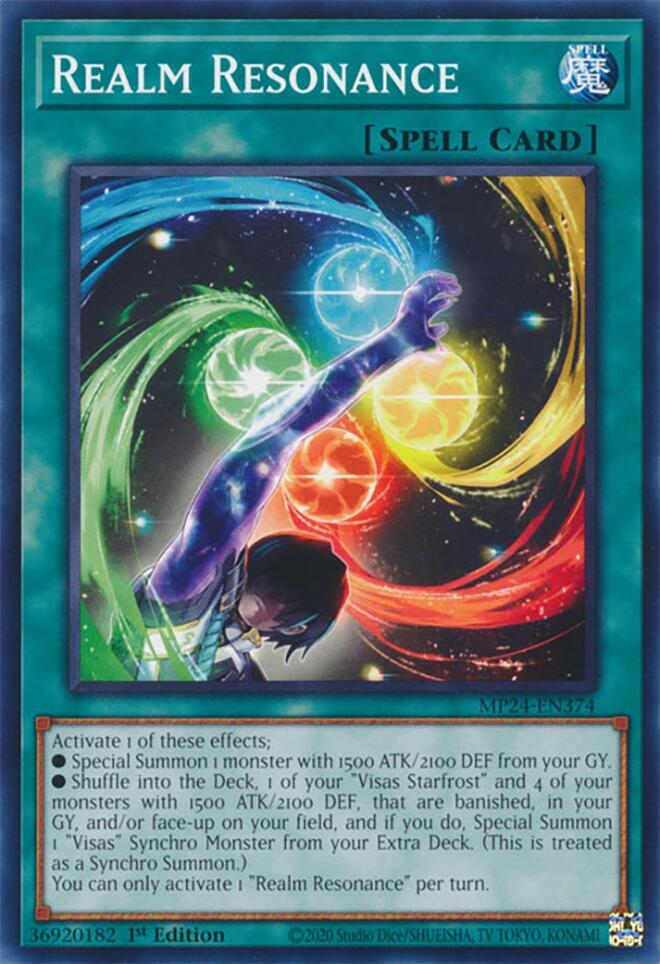 REALM RESONANCE
SPELL
魔
[SPELL CARD]
MP24-EN374
Activate 1 of these effects;
● Special Summon 1 monster with 1500 ATK/2100 DEF from your GY.
● Shuffle into the Deck, 1 of your "Visas Starfrost" and 4 of your
monsters with 1500 ATK/2100 DEF, that are banished, in your
GY, and/or face-up on your field, and if you do, Special Summon
1 "Visas" Synchro Monster from your Extra Deck. (This is treated
as a Synchro Summon.)
You can only activate 1 "Realm Resonance" per turn.
36920182 1st Edition ©2020 Studio Dice/SHUEISHA, TV TOKYO, KONAMI